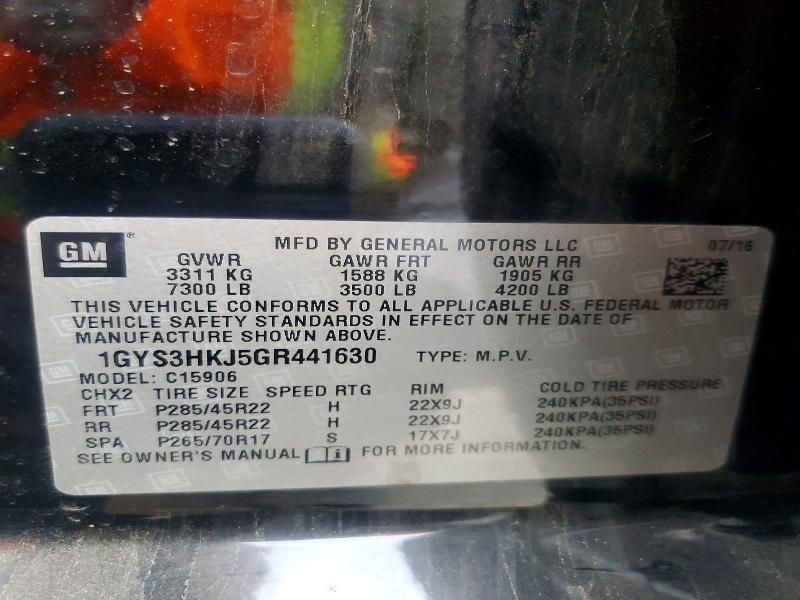 GM
MFD BY GENERAL MOTORS LLC 07/16
GVWR GAWR FRT GAWR RR
3311 KG 1588 KG 1905 KG
7300 LB 3500 LB 4200 LB
THIS VEHICLE CONFORMS TO ALL APPLICABLE U.S. FEDERAL MOTOR
VEHICLE SAFETY STANDARDS IN EFFECT ON THE DATE OF
MANUFACTURE SHOWN ABOVE.
1GYS3HKJ5GR441630 TYPE: M.P.V.
MODEL: C15906
CHX2 TIRE SIZE SPEED RTG RIM COLD TIRE PRESSURE
FRT P285/45R22 H 22X9J 240KPA(35PSI)
RR P285/45R22 H 22X9J 240KPA(35PSI)
SPA P265/70R17 S 17X7J 240KPA(35PSI)
SEE OWNER'S MANUAL FOR MORE INFORMATION.